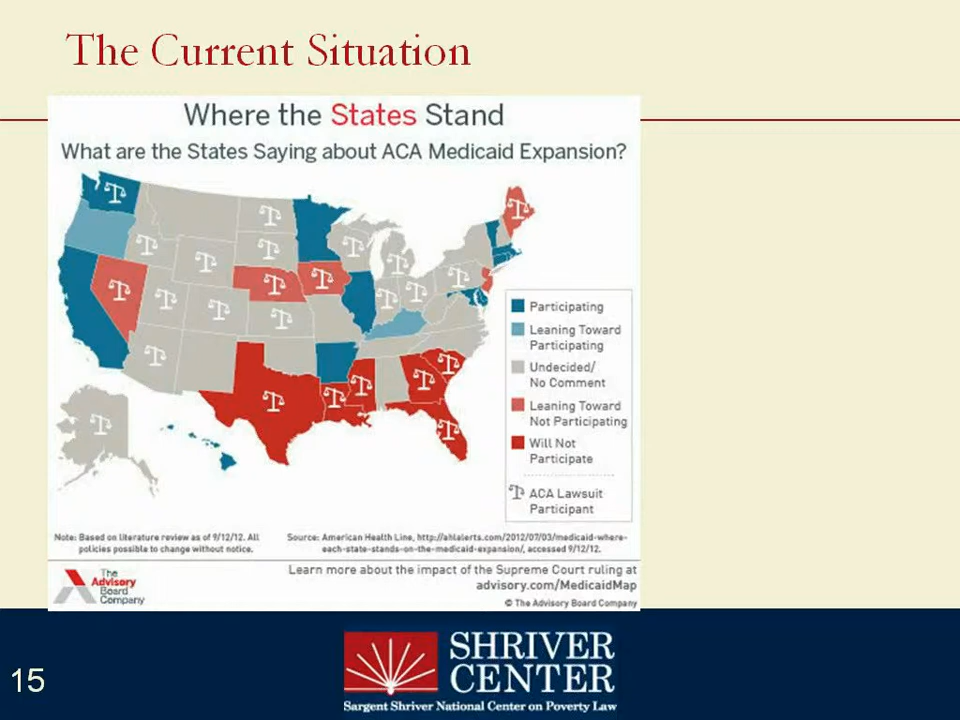 The Current Situation
Where the States Stand
What are the States Saying about ACA Medicaid Expansion?
Participating
Leaning Toward
Participating
Undecided/
No Comment
Leaning Toward
Not Participating
Will Not
Participate
ACA Lawsuit
Participant
Note: Based on literature review as of 9/12/12. All
policies possible to change without notice.
Source: American Health Line, http://ahlalerts.com/2012/07/03/medicaid-where-
each-state-stands-on-the-medicaid-expansion/, accessed 9/12/12.
The
Advisory
Board
Company
Learn more about the impact of the Supreme Court ruling at
advisory.com/MedicaidMap
© The Advisory Board Company
15
SHRIVER
CENTER
Sargent Shriver National Center on Poverty Law